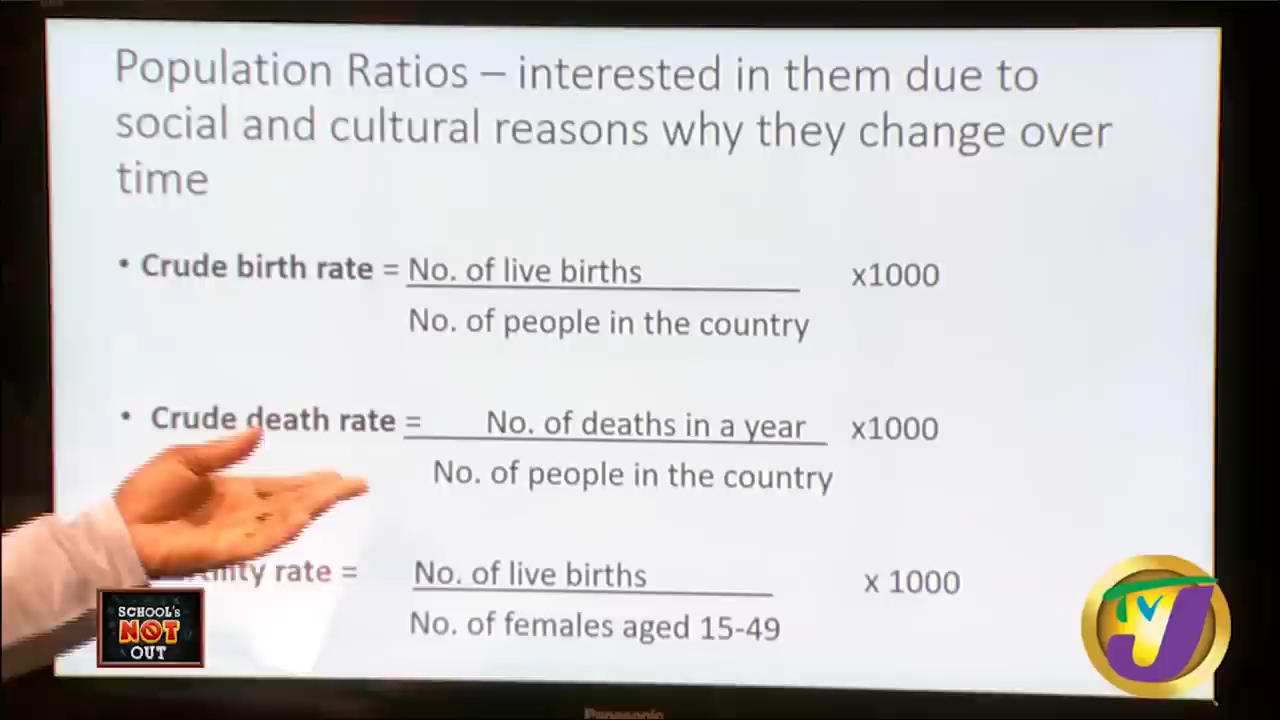 Population Ratios – interested in them due to
social and cultural reasons why they change over
time
• Crude birth rate = No. of live births x1000
No. of people in the country
• Crude death rate = No. of deaths in a year x1000
No. of people in the country
rate = No. of live births x 1000
No. of females aged 15-49
SCHOOL's
NOT
OUT
TVJ
Panasonic